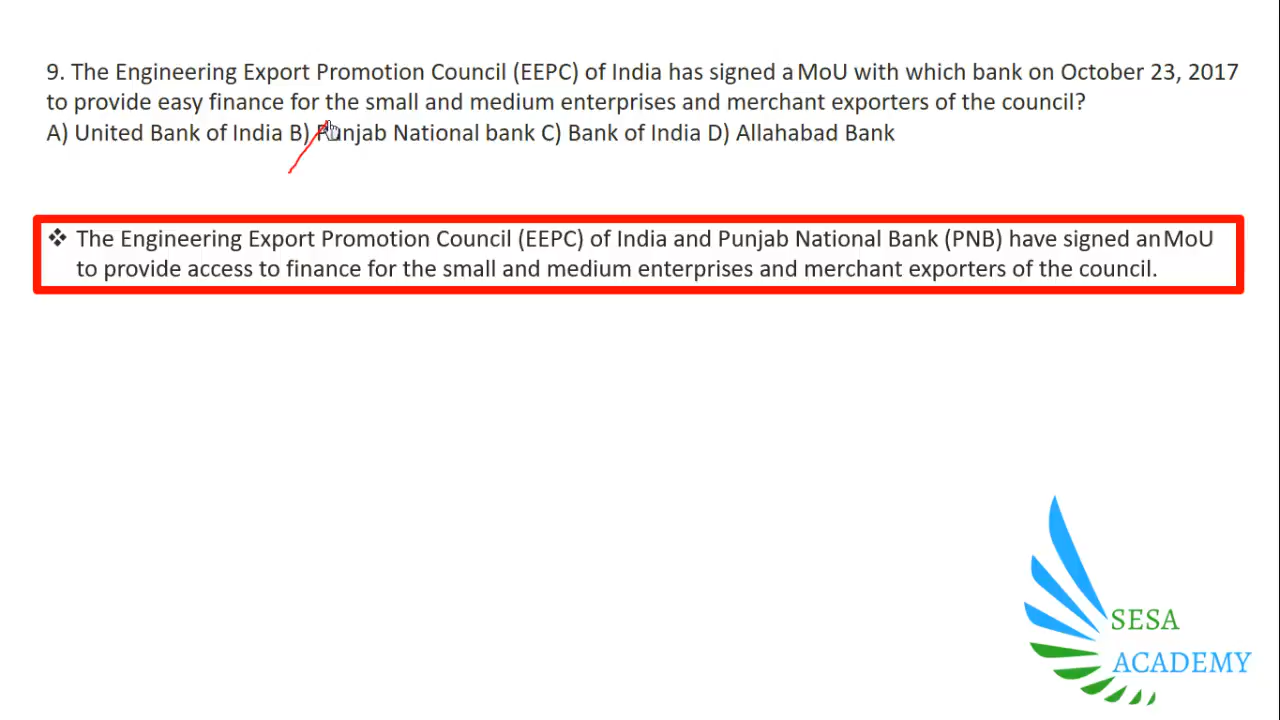 9. The Engineering Export Promotion Council (EEPC) of India has signed a MoU with which bank on October 23, 2017
to provide easy finance for the small and medium enterprises and merchant exporters of the council?
A) United Bank of India B) Punjab National bank C) Bank of India D) Allahabad Bank
❖ The Engineering Export Promotion Council (EEPC) of India and Punjab National Bank (PNB) have signed an MoU
to provide access to finance for the small and medium enterprises and merchant exporters of the council.
SESA
ACADEMY